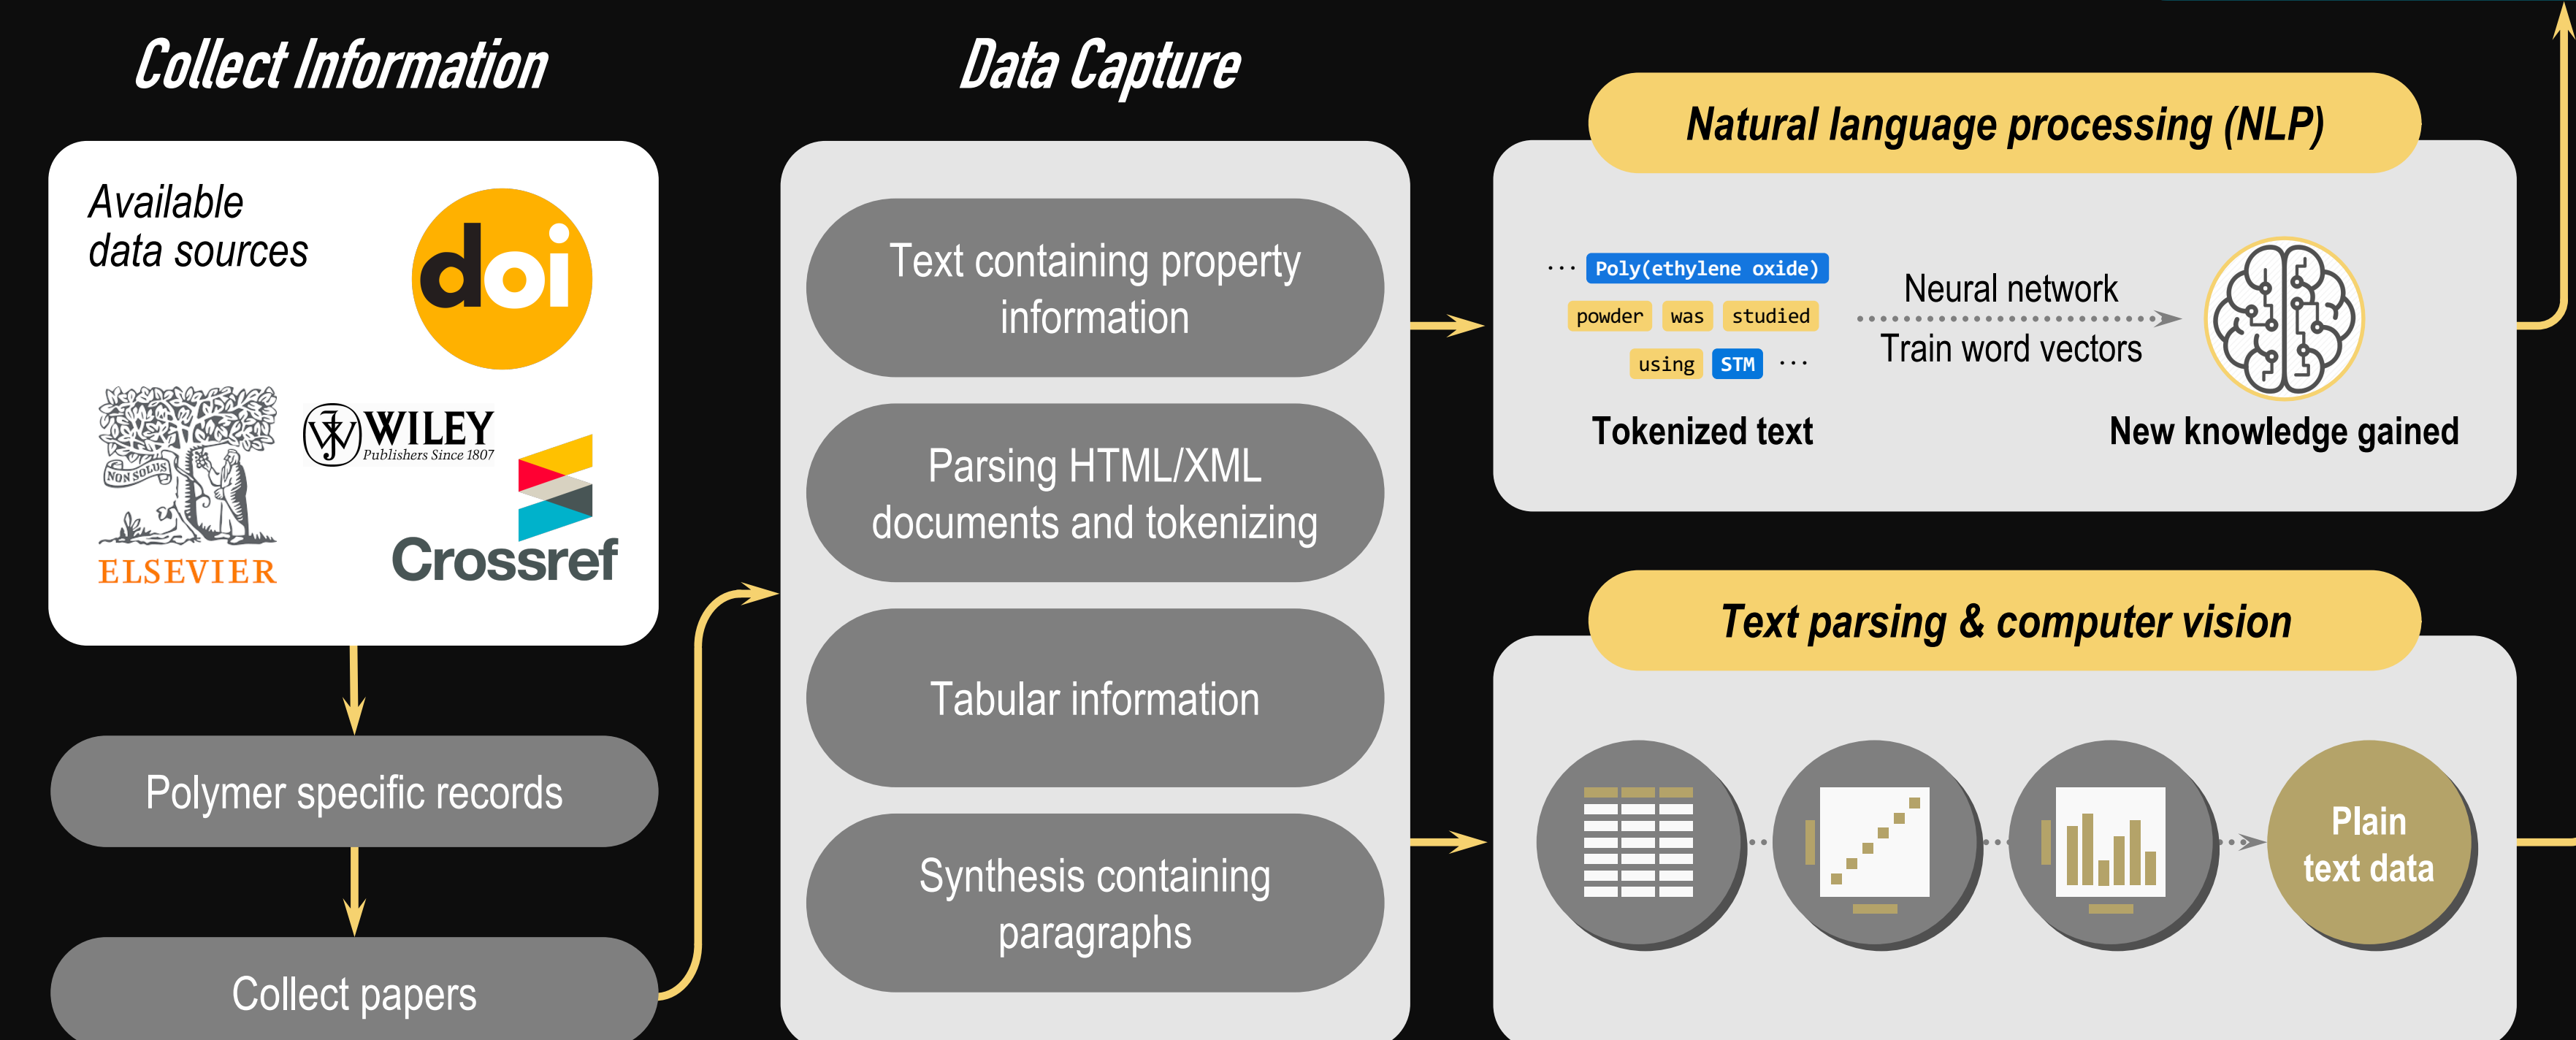 Collect Information
Available
data sources
doi
NON SOLUS
ELSEVIER
WILEY
Publishers Since 1807
Crossref
Polymer specific records
Collect papers
Data Capture
Text containing property
information
Parsing HTML/XML
documents and tokenizing
Tabular information
Synthesis containing
paragraphs
Natural language processing (NLP)
··· Poly(ethylene oxide)
powder was studied
using STM ···
Tokenized text
Neural network
Train word vectors
New knowledge gained
Text parsing & computer vision
Plain
text data